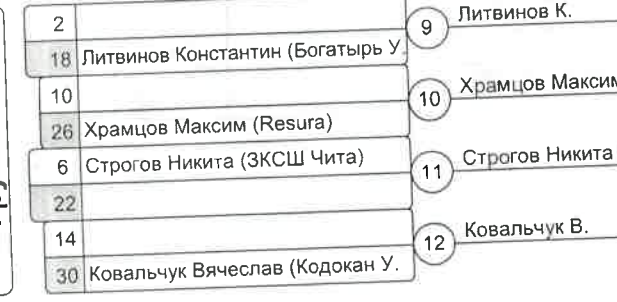 2
18 Литвинов Константин (Богатырь У.
9 Литвинов К.
10
26 Храмцов Максим (Resura)
10 Храмцов Максим
6 Строгов Никита (ЗКСШ Чита)
22
11 Строгов Никита
14
30 Ковальчук Вячеслав (Кодокан У.
12 Ковальчук В.